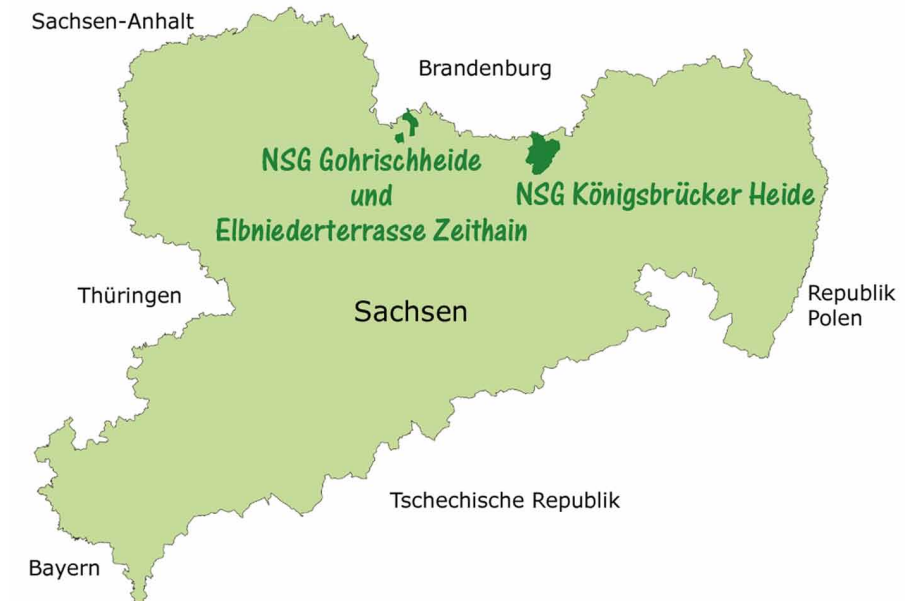 Sachsen-Anhalt
Brandenburg
NSG Gohrischheide
und
Elbniederterrasse Zeithain
NSG Königsbrücker Heide
Thüringen
Sachsen
Republik
Polen
Tschechische Republik
Bayern